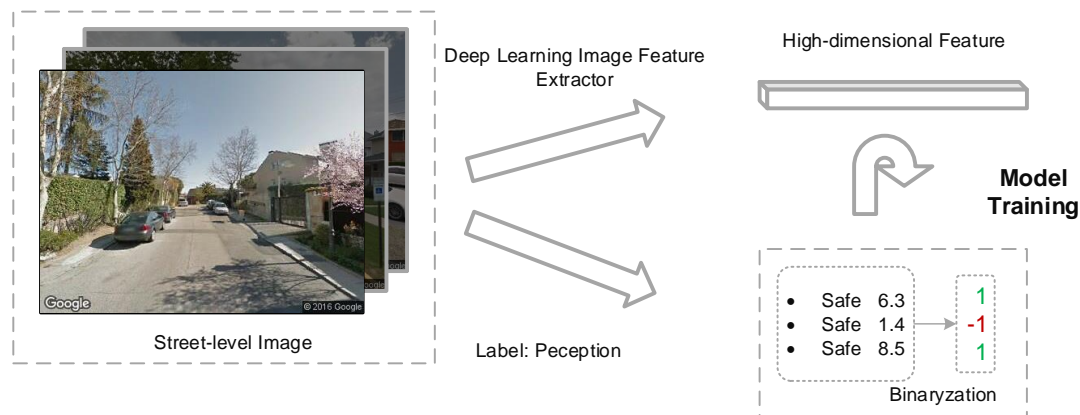 Deep Learning Image Feature
Extractor
High-dimensional Feature
Model
Training
Google
© 2016 Google
Street-level Image
Label: Peception
• Safe 6.3
• Safe 1.4
• Safe 8.5
1
-1
1
Binaryzation